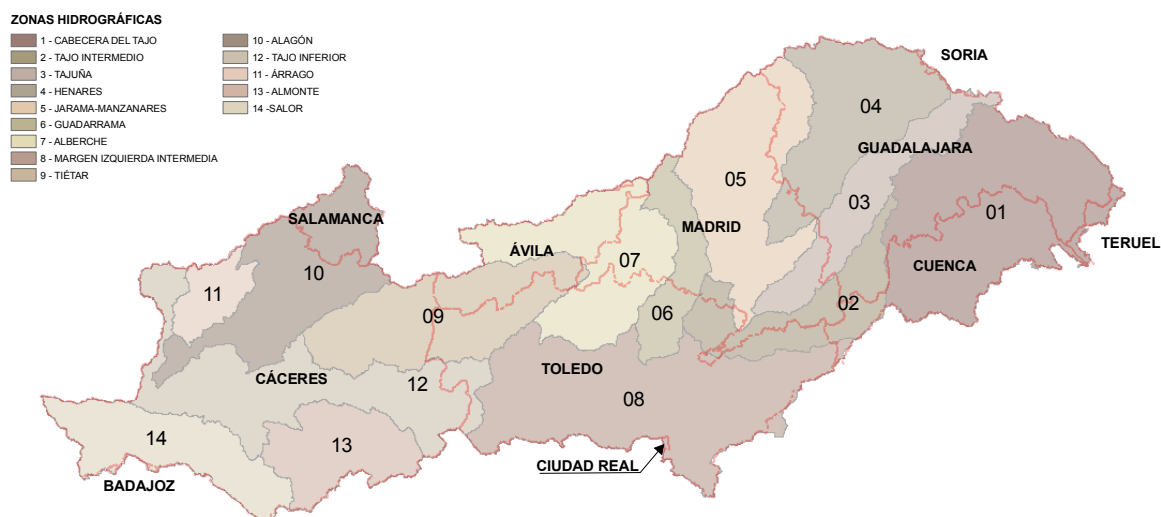 ZONAS HIDROGRÁFICAS
1 - CABECERA DEL TAJO
2 - TAJO INTERMEDIO
3 - TAJUÑA
4 - HENARES
5 - JARAMA-MANZANARES
6 - GUADARRAMA
7 - ALBERCHE
8 - MARGEN IZQUIERDA INTERMEDIA
9 - TIÉTAR
10 - ALAGÓN
12 - TAJO INFERIOR
11 - ÁRRAGO
13 - ALMONTE
14 -SALOR
SORIA
04
GUADALAJARA
05
03
01
SALAMANCA
MADRID
TERUEL
ÁVILA
07
CUENCA
10
11
02
09
06
TOLEDO
CÁCERES
12
08
14
13
CIUDAD REAL
BADAJOZ